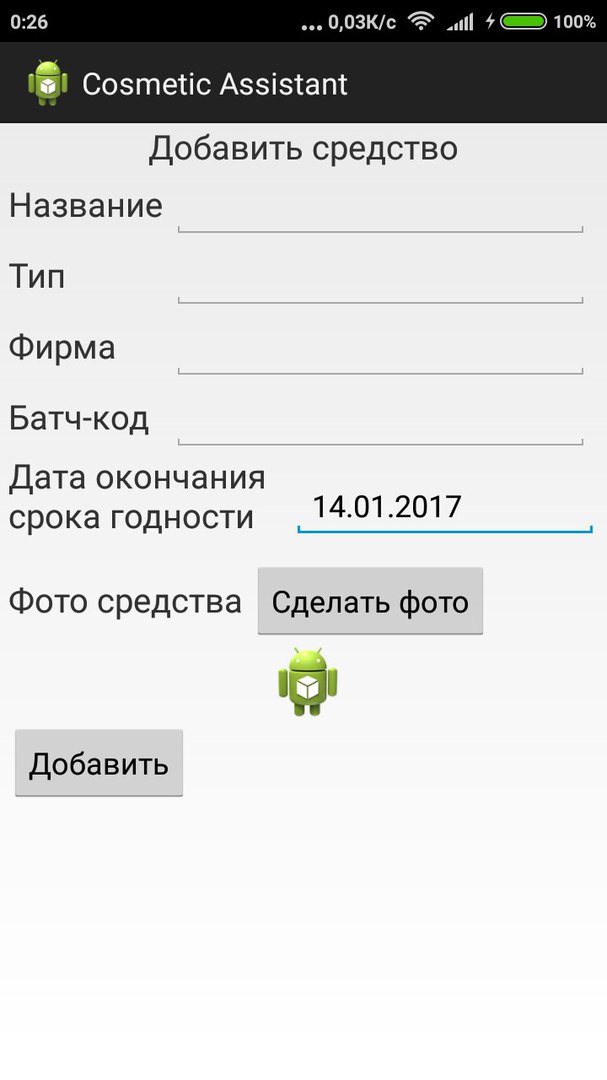 0:26 ... 0,03К/с 100%
Cosmetic Assistant
Добавить средство
Название
Тип
Фирма
Батч-код
Дата окончания
срока годности 14.01.2017
Фото средства Сделать фото
Добавить